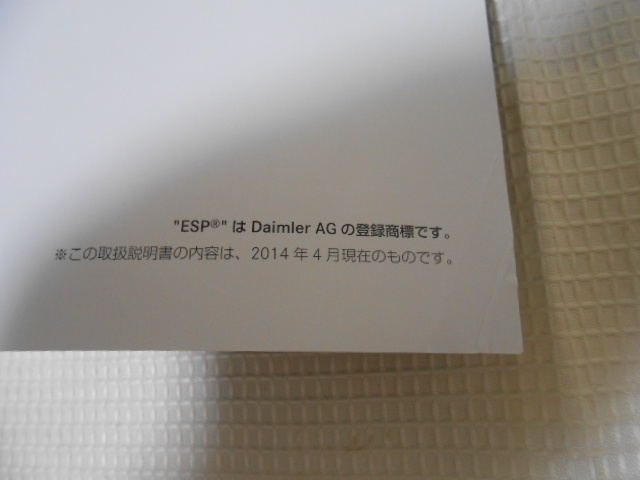 "ESP®" は Daimler AG の登録商標です。
※この取扱説明書の内容は、2014 年 4 月現在のものです。